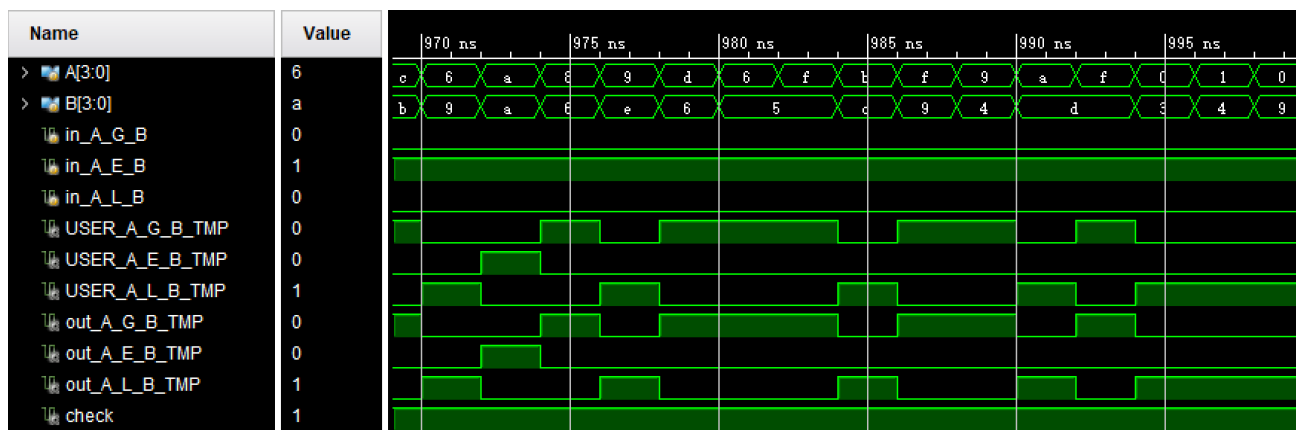 Name Value
970 ns 975 ns 980 ns 985 ns 990 ns 995 ns
A[3:0] 6 c 6 a 8 9 d 6 f b f 9 a f 0 1 0
B[3:0] a b 9 a 6 e 6 5 9 4 d 3 4 9
in_A_G_B 0
in_A_E_B 1
in_A_L_B 0
USER_A_G_B_TMP 0
USER_A_E_B_TMP 0
USER_A_L_B_TMP 1
out_A_G_B_TMP 0
out_A_E_B_TMP 0
out_A_L_B_TMP 1
check 1